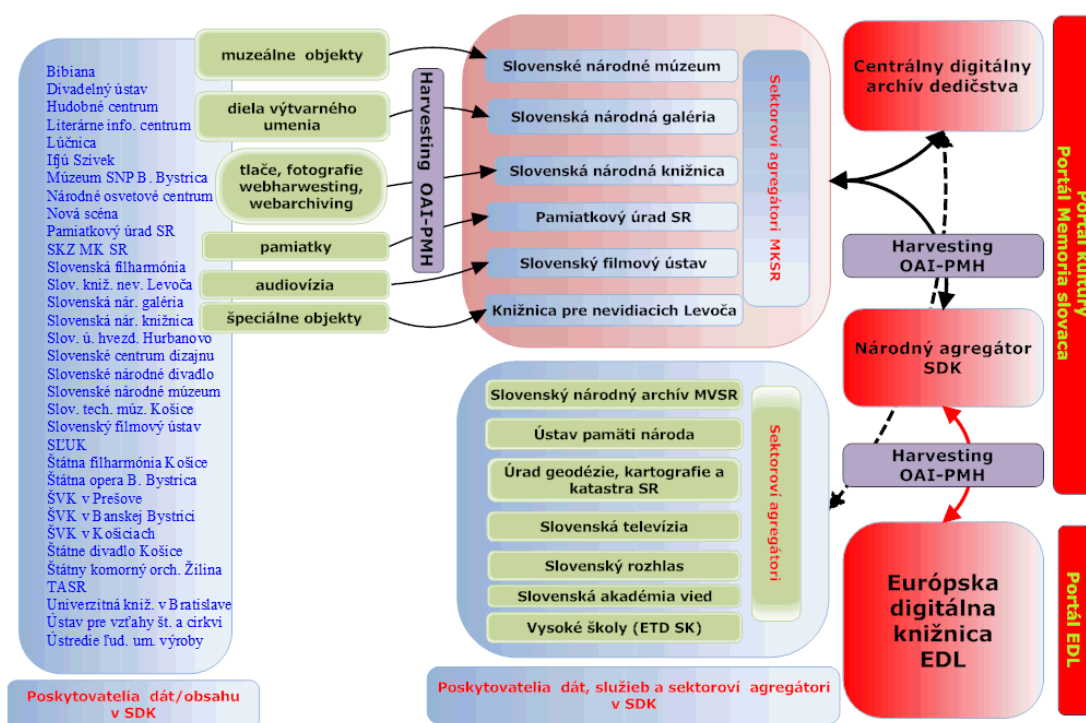 Bibiana
Divadelný ústav
Hudobné centrum
Literárne info. centrum
Lúčnica
Ifjú Szivek
Múzeum SNP B. Bystrica
Národné osvetové centrum
Nová scéna
Pamiatkový úrad SR
SKZ MK SR
Slovenská filharmónia
Slov. kniž. nev. Levoča
Slovenská nár. galéria
Slovenská nár. knižnica
Slov. ú. hvezd. Hurbanovo
Slovenské centrum dizajnu
Slovenské národné divadlo
Slovenské národné múzeum
Slov. tech. múz. Košice
Slovenský filmový ústav
SĽUK
Štátna filharmónia Košice
Štátna opera B. Bystrica
ŠVK v Prešove
ŠVK v Banskej Bystrici
ŠVK v Košiciach
Štátne divadlo Košice
Štátny komorný orch. Žilina
TASR
Univerzitná kniž. v Bratislave
Ústav pre vzťahy št. a cirkvi
Ústredie ľud. um. výroby
Poskytovatelia dát/obsahu
v SDK
muzeálne objekty
diela výtvarného
umenia
tlače, fotografie
webharwesting,
webarchiving
pamiatky
audiovízia
špeciálne objekty
Harvesting OAI-PMH
Slovenské národné múzeum
Slovenská národná galéria
Slovenská národná knižnica
Pamiatkový úrad SR
Slovenský filmový ústav
Knižnica pre nevidiacich Levoča
Sektoroví agregátori MKSR
Slovenský národný archív MVSR
Ústav pamäti národa
Úrad geodézie, kartografie a
katastra SR
Slovenská televízia
Slovenský rozhlas
Slovenská akadémia vied
Vysoké školy (ETD SK)
Sektoroví agregátori
Poskytovatelia dát, služieb a sektoroví agregátori
v SDK
Centrálny digitálny
archív dedičstva
Harvesting
OAI-PMH
Národný agregátor
SDK
Harvesting
OAI-PMH
Európska
digitálna
knižnica
EDL
Portál kultúry
Portál Memoria slovaca
Portál EDL